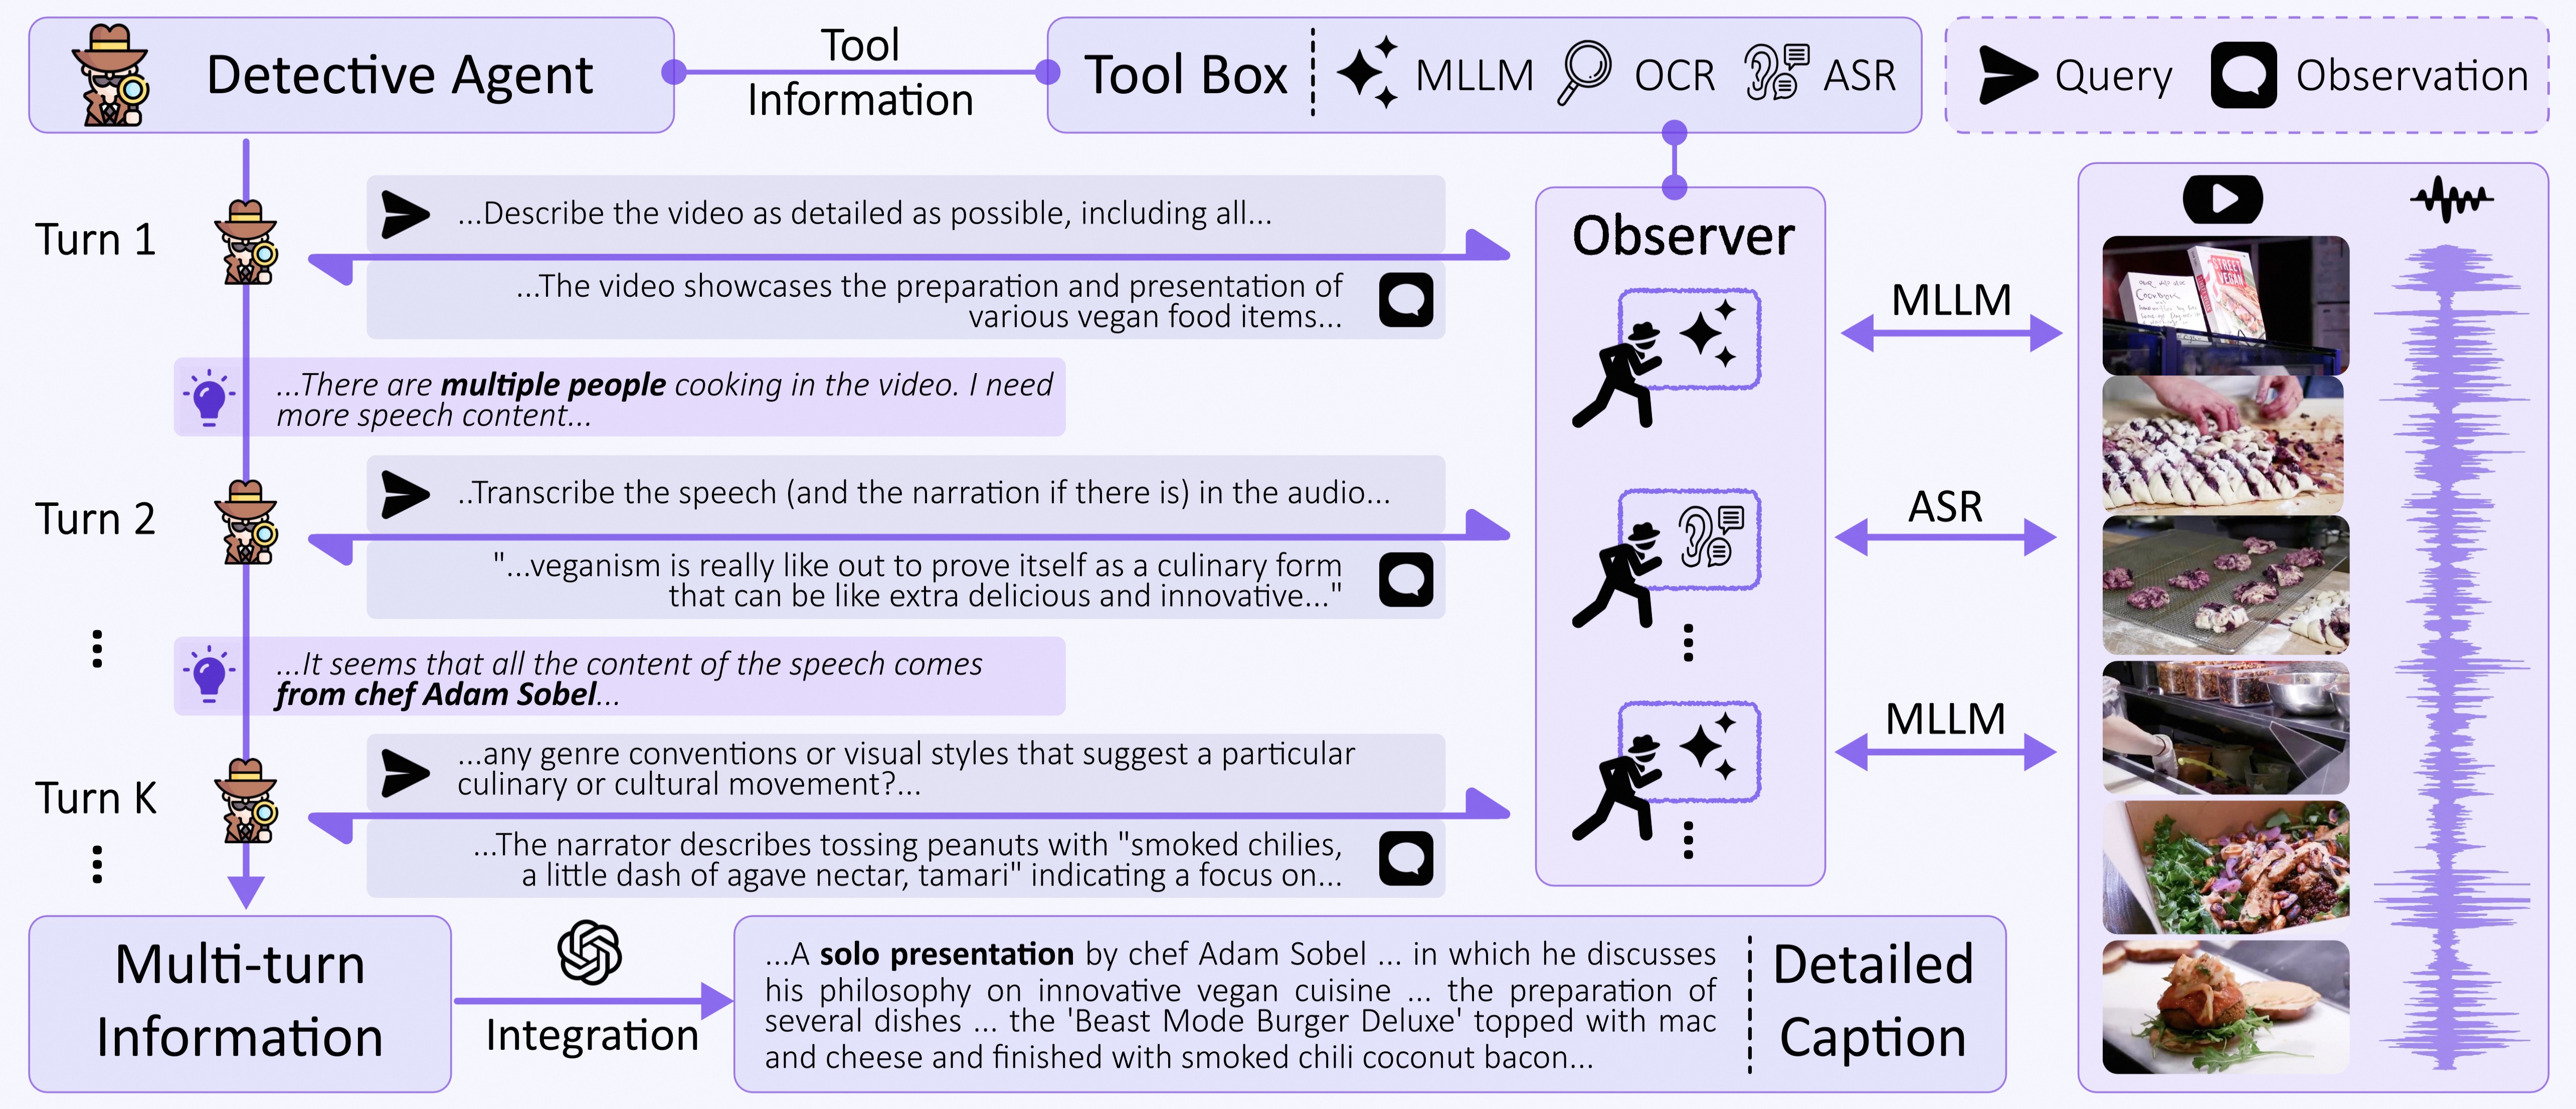 Detective Agent
Tool
Information
Tool Box
MLLM
OCR
ASR
Query
Observation
Turn 1
...Describe the video as detailed as possible, including all...
...The video showcases the preparation and presentation of
various vegan food items...
...There are multiple people cooking in the video. I need
more speech content...
Turn 2
..Transcribe the speech (and the narration if there is) in the audio...
"...veganism is really like out to prove itself as a culinary form
that can be like extra delicious and innovative..."
...It seems that all the content of the speech comes
from chef Adam Sobel...
Turn K
...any genre conventions or visual styles that suggest a particular
culinary or cultural movement?...
...The narrator describes tossing peanuts with "smoked chilies,
a little dash of agave nectar, tamari" indicating a focus on...
Observer
MLLM
ASR
MLLM
STREET
VEGAN
Cookbook
Multi-turn
Information
Integration
...A solo presentation by chef Adam Sobel ... in which he discusses
his philosophy on innovative vegan cuisine ... the preparation of
several dishes ... the 'Beast Mode Burger Deluxe' topped with mac
and cheese and finished with smoked chili coconut bacon...
Detailed
Caption